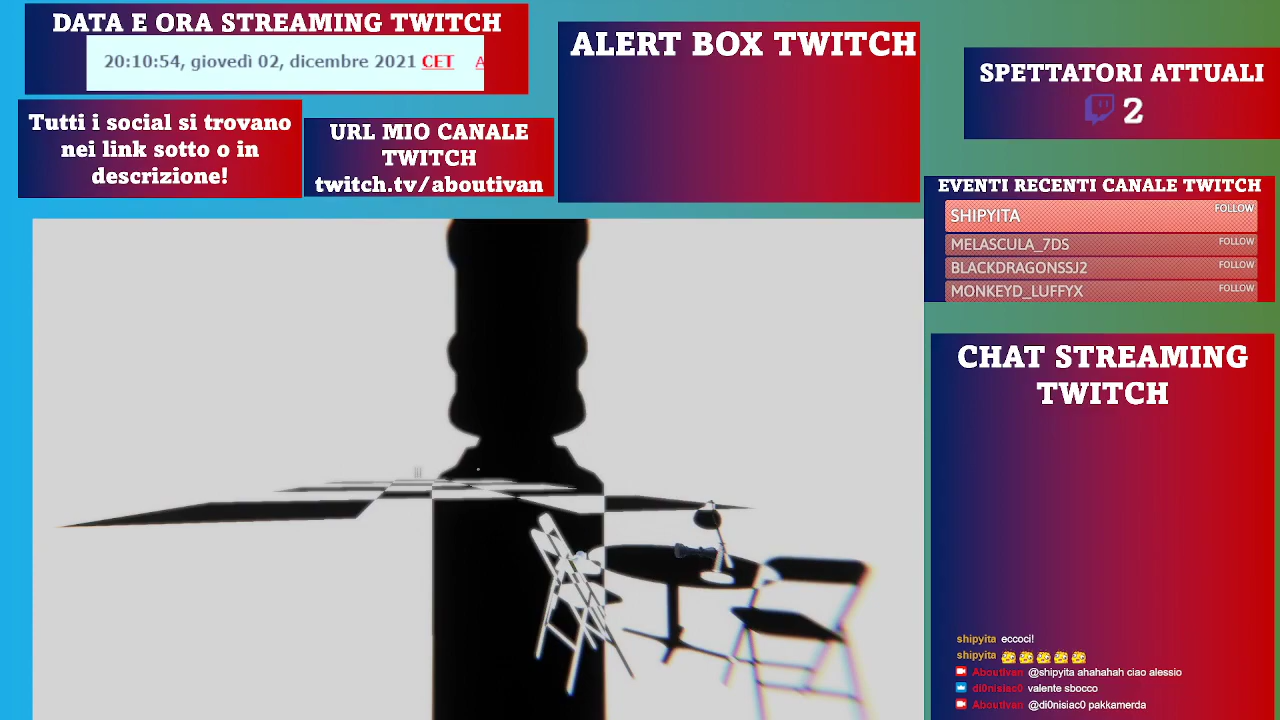 DATA E ORA STREAMING TWITCH
20:10:54, giovedì 02, dicembre 2021 CET A
Tutti i social si trovano
nei link sotto o in
descrizione!
URL MIO CANALE
TWITCH
twitch.tv/aboutivan
ALERT BOX TWITCH
SPETTATORI ATTUALI
2
EVENTI RECENTI CANALE TWITCH
SHIPYITA FOLLOW
MELASCULA_7DS FOLLOW
BLACKDRAGONSSJ2 FOLLOW
MONKEYD_LUFFYX FOLLOW
CHAT STREAMING
TWITCH
shipyita eccoci!
shipyita
AboutIvan @shipyita ahahahah ciao alessio
di0nisiac0 valente sbocco
AboutIvan @di0nisiac0 pakkamerda